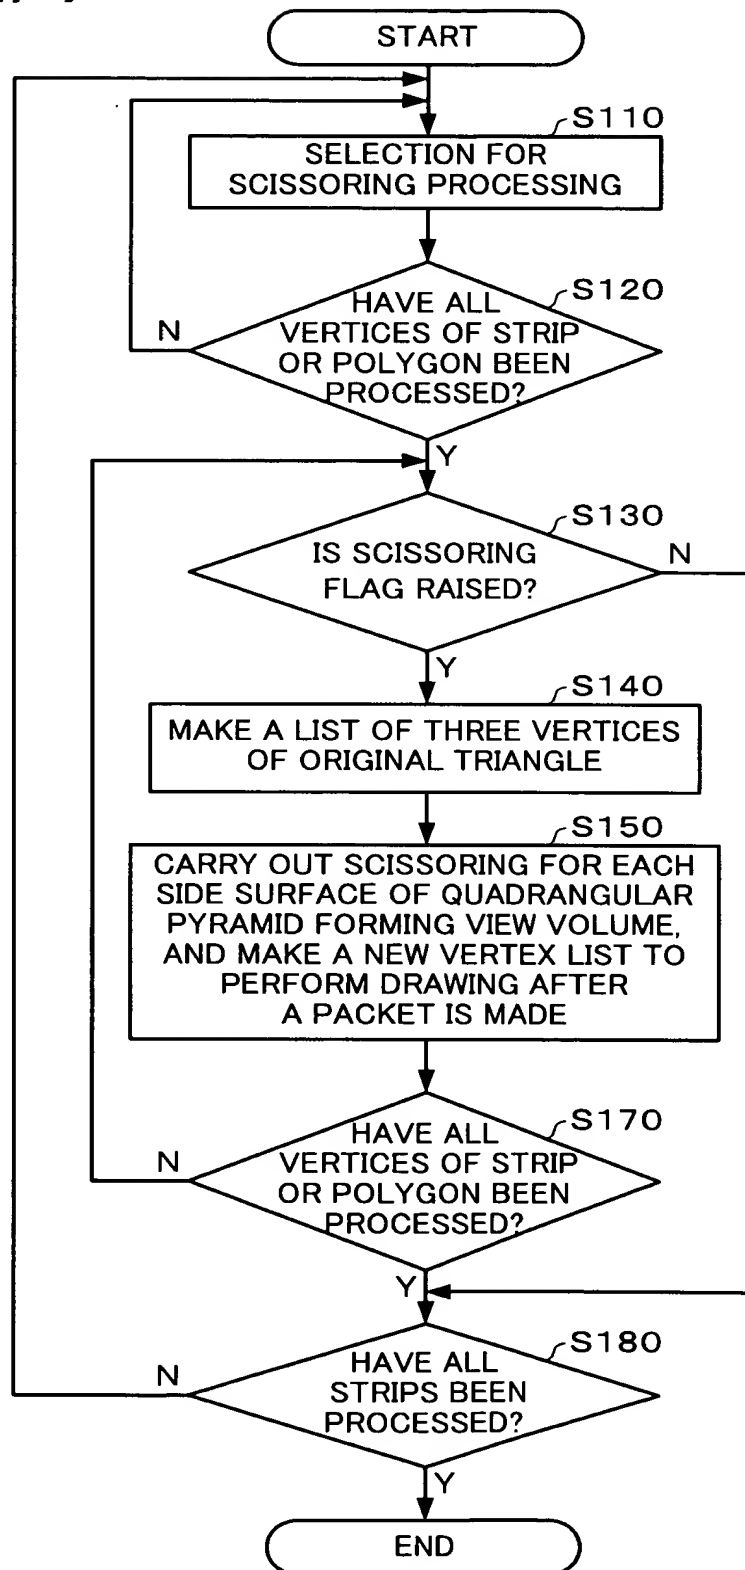 START
S110
SELECTION FOR
SCISSORING PROCESSING
S120
HAVE ALL
VERTICES OF STRIP
OR POLYGON BEEN
PROCESSED?
N
Y
S130
IS SCISSORING
FLAG RAISED?
N
Y
S140
MAKE A LIST OF THREE VERTICES
OF ORIGINAL TRIANGLE
S150
CARRY OUT SCISSORING FOR EACH
SIDE SURFACE OF QUADRANGULAR
PYRAMID FORMING VIEW VOLUME,
AND MAKE A NEW VERTEX LIST TO
PERFORM DRAWING AFTER
A PACKET IS MADE
S170
HAVE ALL
VERTICES OF STRIP
OR POLYGON BEEN
PROCESSED?
N
Y
S180
HAVE ALL
STRIPS BEEN
PROCESSED?
N
Y
END